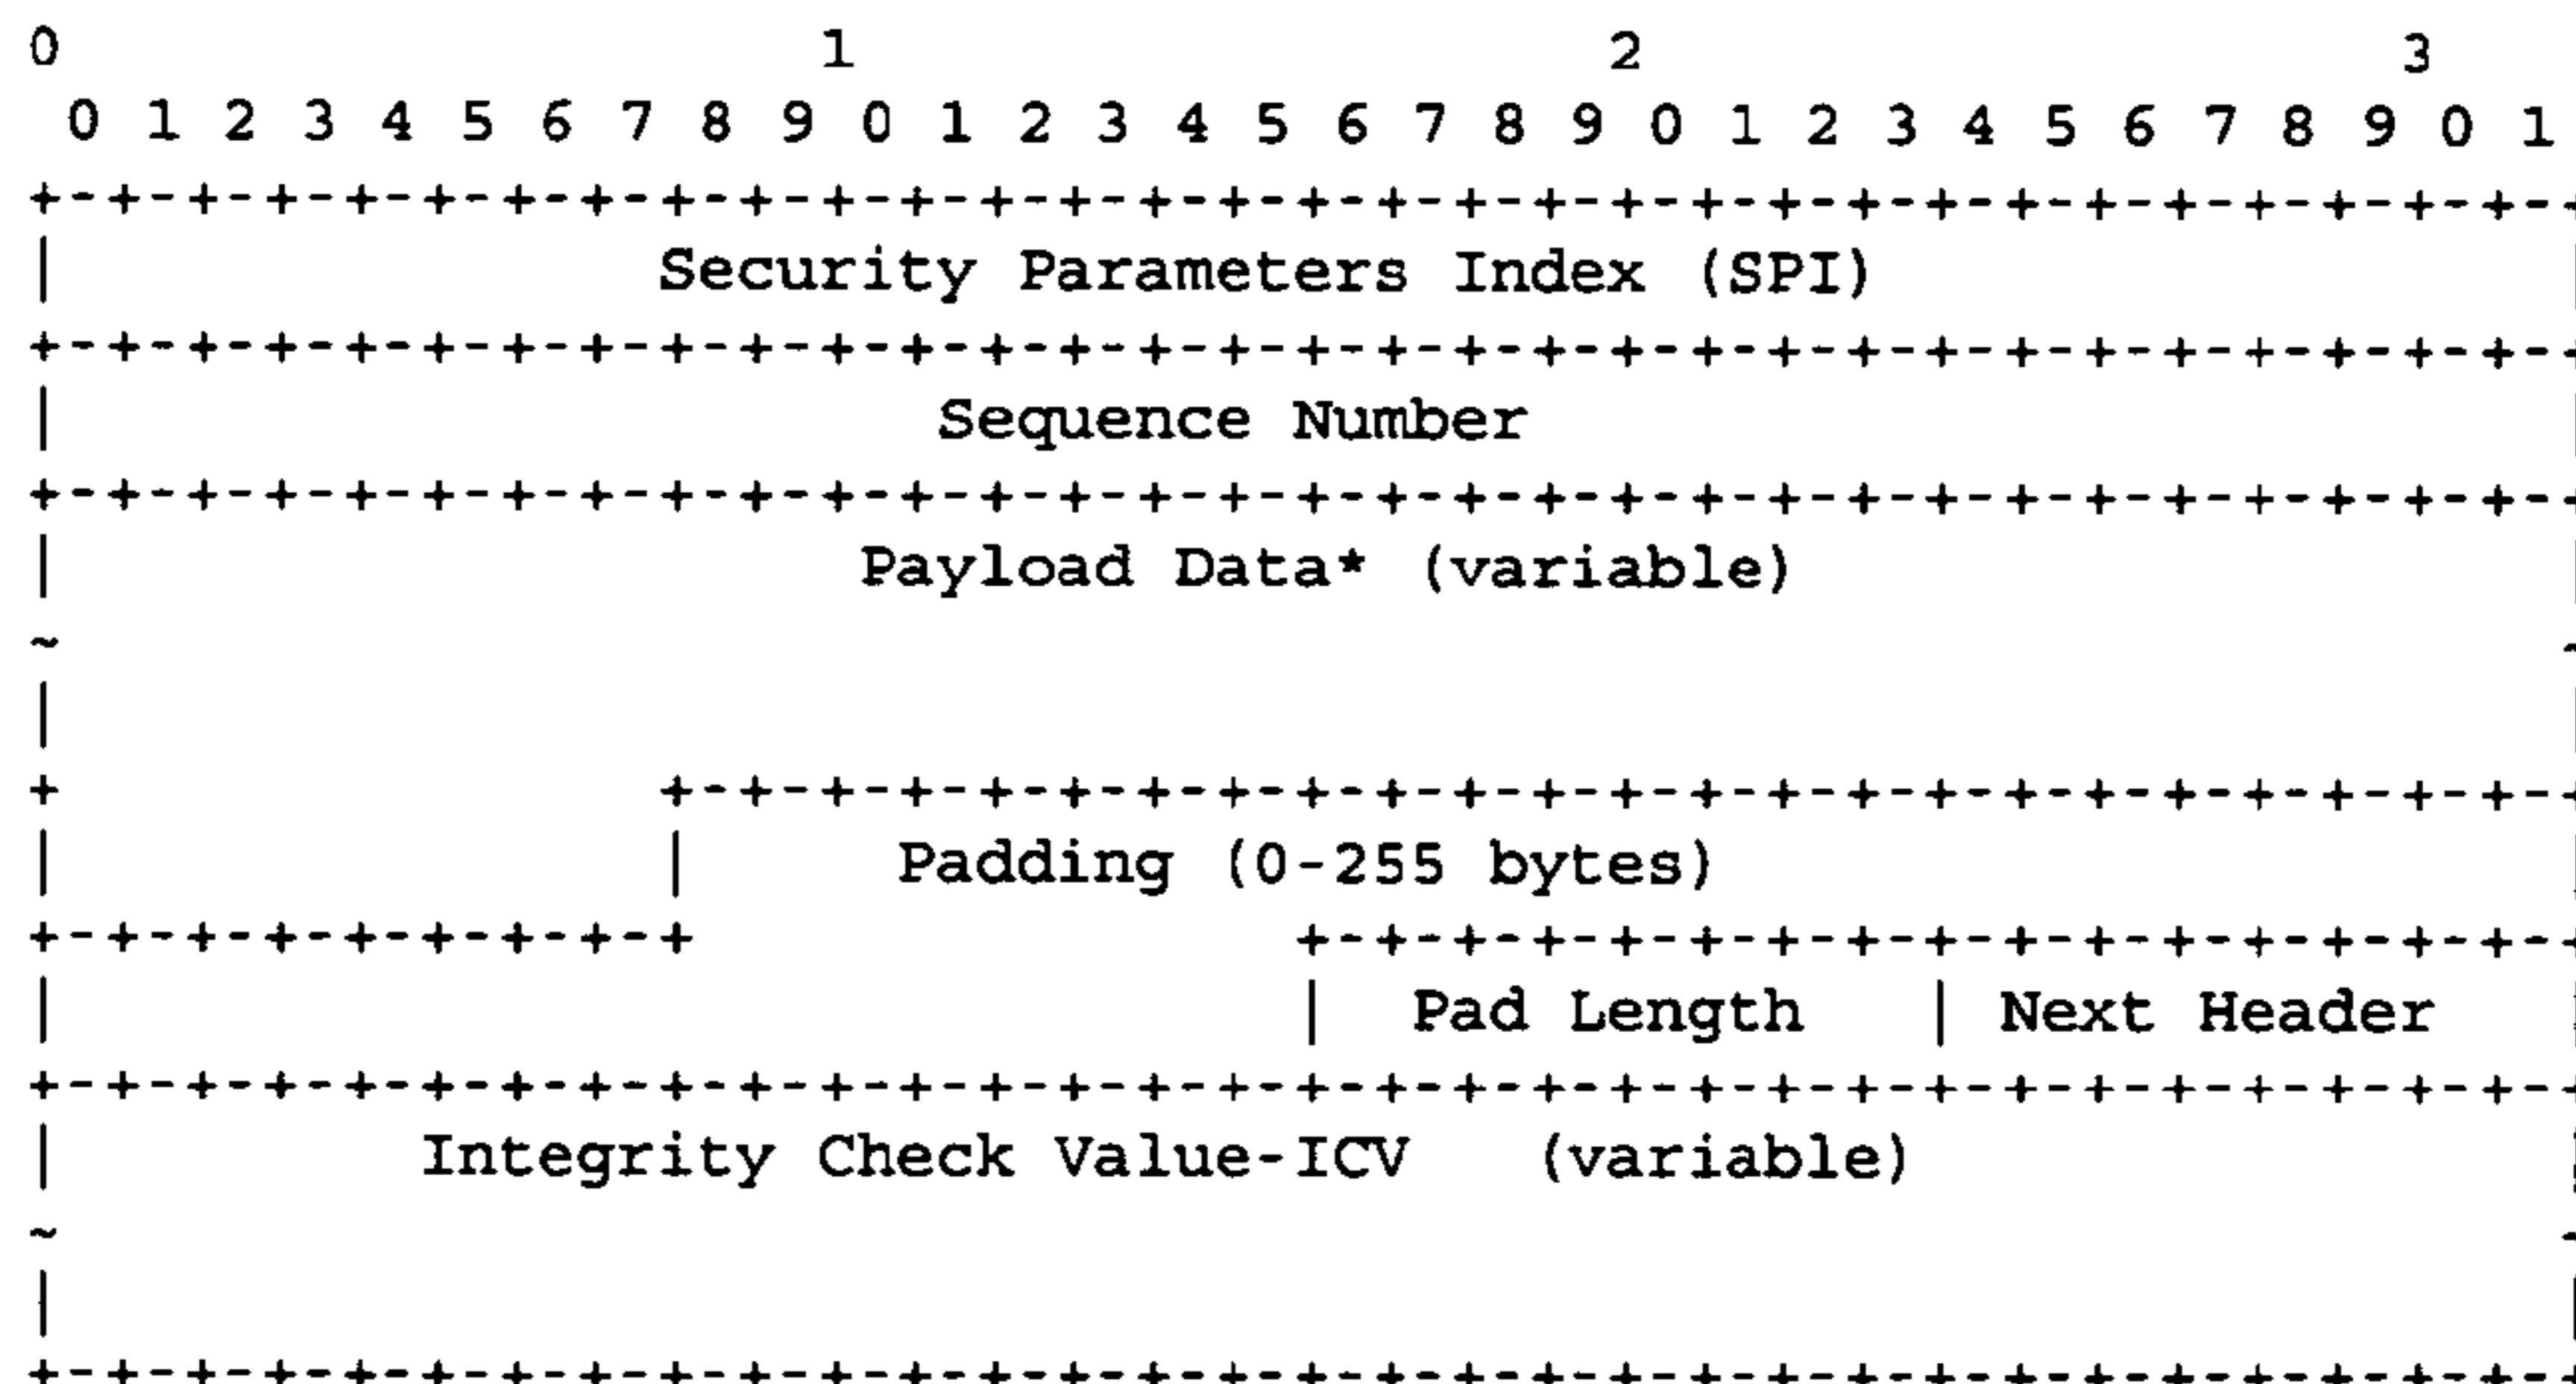 0                   1                   2                   3
 0 1 2 3 4 5 6 7 8 9 0 1 2 3 4 5 6 7 8 9 0 1 2 3 4 5 6 7 8 9 0 1
+-+-+-+-+-+-+-+-+-+-+-+-+-+-+-+-+-+-+-+-+-+-+-+-+-+-+-+-+-+-+-+-+
|               Security Parameters Index (SPI)                  |
+-+-+-+-+-+-+-+-+-+-+-+-+-+-+-+-+-+-+-+-+-+-+-+-+-+-+-+-+-+-+-+-+
|                      Sequence Number                           |
+-+-+-+-+-+-+-+-+-+-+-+-+-+-+-+-+-+-+-+-+-+-+-+-+-+-+-+-+-+-+-+-+
|                    Payload Data* (variable)                    |
~                                                               ~
|                                                               |
+               +-+-+-+-+-+-+-+-+-+-+-+-+-+-+-+-+-+-+-+-+-+-+-+-+
|               |     Padding (0-255 bytes)                     |
+-+-+-+-+-+-+-+-+               +-+-+-+-+-+-+-+-+-+-+-+-+-+-+-+-+
|                               |  Pad Length   | Next Header   |
+-+-+-+-+-+-+-+-+-+-+-+-+-+-+-+-+-+-+-+-+-+-+-+-+-+-+-+-+-+-+-+-+
|         Integrity Check Value-ICV   (variable)                |
~                                                               ~
|                                                               |
+-+-+-+-+-+-+-+-+-+-+-+-+-+-+-+-+-+-+-+-+-+-+-+-+-+-+-+-+-+-+-+-+